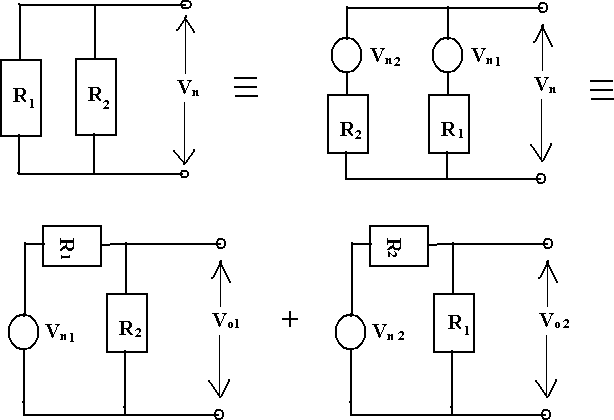 R1 R2 Vn ≡ Vn2 Vn1 Vn ≡
R2 R1
R1 R2
Vn1 R2 Vo1 + Vn2 R1 Vo2